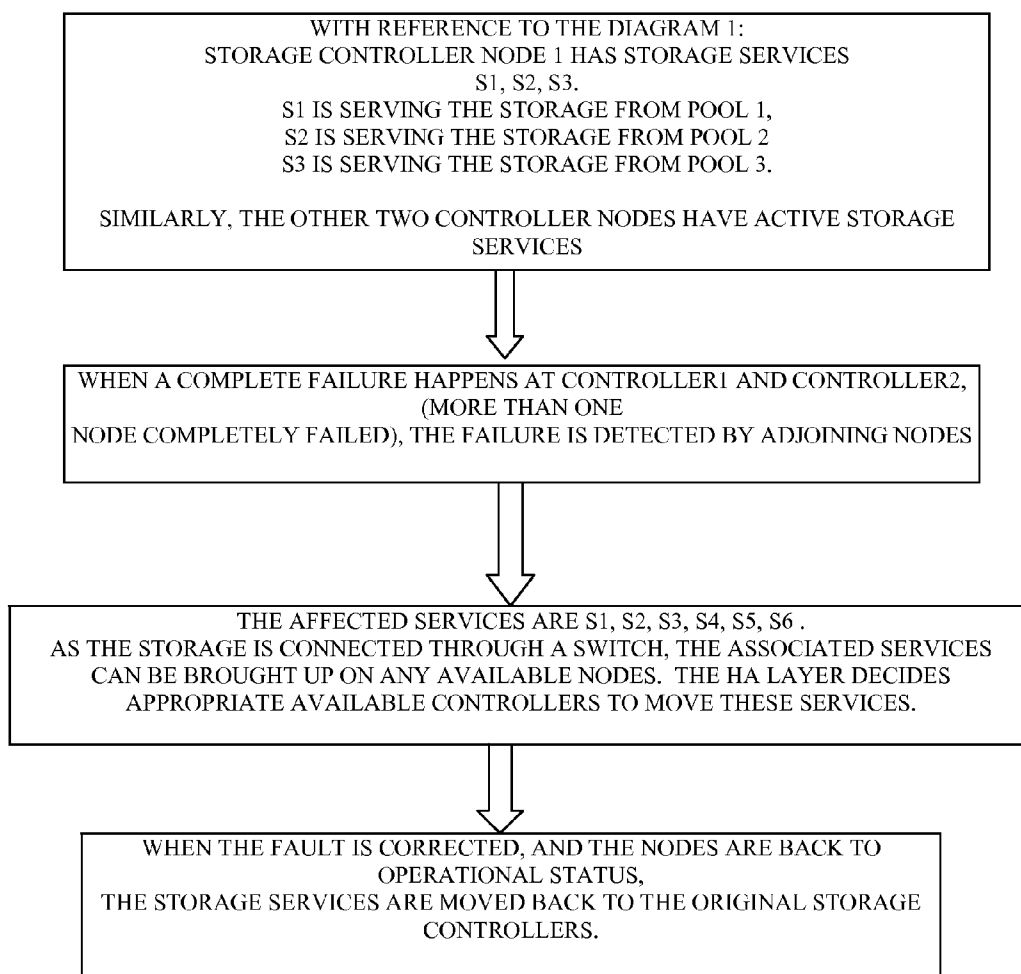 WITH REFERENCE TO THE DIAGRAM 1:
STORAGE CONTROLLER NODE 1 HAS STORAGE SERVICES
S1, S2, S3.
S1 IS SERVING THE STORAGE FROM POOL 1,
S2 IS SERVING THE STORAGE FROM POOL 2
S3 IS SERVING THE STORAGE FROM POOL 3.
SIMILARLY, THE OTHER TWO CONTROLLER NODES HAVE ACTIVE STORAGE
SERVICES
WHEN A COMPLETE FAILURE HAPPENS AT CONTROLLER1 AND CONTROLLER2,
(MORE THAN ONE
NODE COMPLETELY FAILED), THE FAILURE IS DETECTED BY ADJOINING NODES
THE AFFECTED SERVICES ARE S1, S2, S3, S4, S5, S6 .
AS THE STORAGE IS CONNECTED THROUGH A SWITCH, THE ASSOCIATED SERVICES
CAN BE BROUGHT UP ON ANY AVAILABLE NODES. THE HA LAYER DECIDES
APPROPRIATE AVAILABLE CONTROLLERS TO MOVE THESE SERVICES.
WHEN THE FAULT IS CORRECTED, AND THE NODES ARE BACK TO
OPERATIONAL STATUS,
THE STORAGE SERVICES ARE MOVED BACK TO THE ORIGINAL STORAGE
CONTROLLERS.